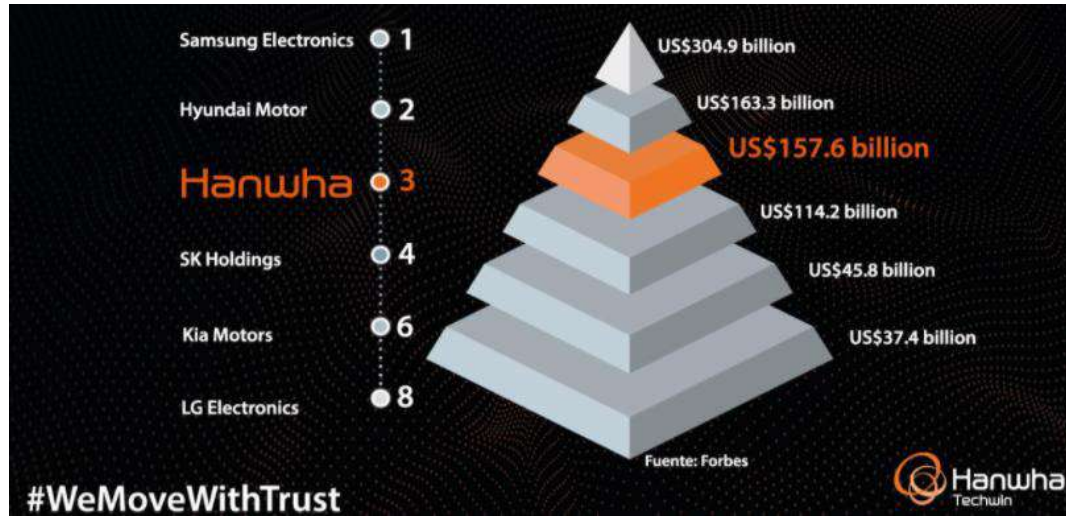 Samsung Electronics 1 US$304.9 billion
Hyundai Motor 2 US$163.3 billion
Hanwha 3 US$157.6 billion
SK Holdings 4 US$114.2 billion
US$45.8 billion
Kia Motors 6 US$37.4 billion
LG Electronics 8
Fuente: Forbes
#WeMoveWithTrust
Hanwha
Techwin